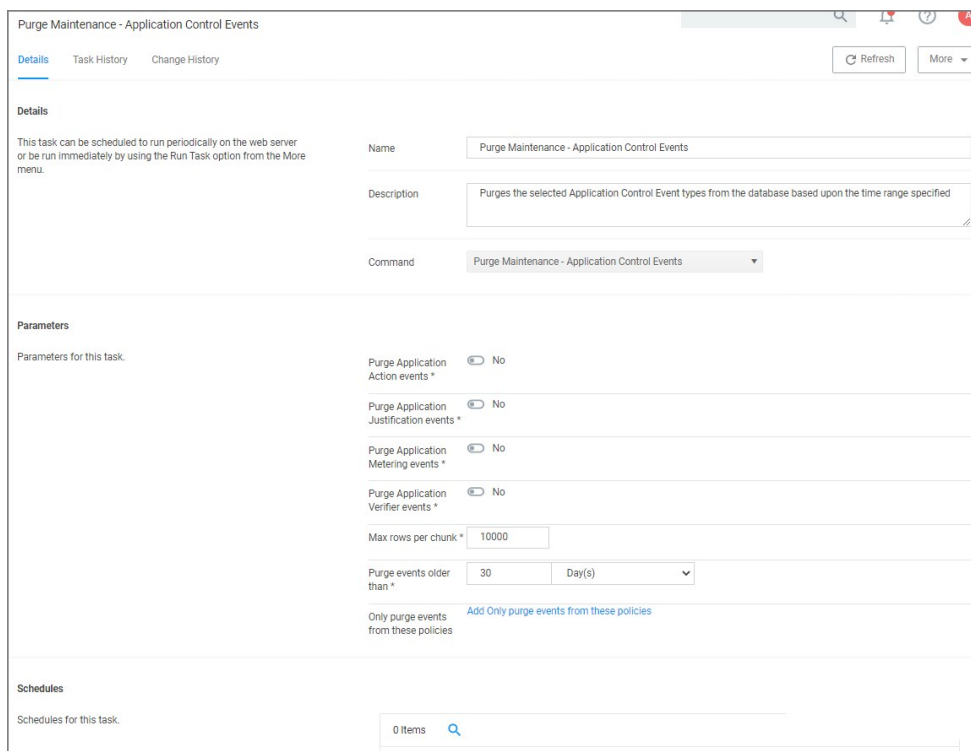 Purge Maintenance - Application Control Events
Details
Task History
Change History
Refresh
More
Details
This task can be scheduled to run periodically on the web server
or be run immediately by using the Run Task option from the More
menu.
Name
Purge Maintenance - Application Control Events
Description
Purges the selected Application Control Event types from the database based upon the time range specified
Command
Purge Maintenance - Application Control Events
Parameters
Parameters for this task.
Purge Application
Action events *
No
Purge Application
Justification events *
No
Purge Application
Metering events *
No
Purge Application
Verifier events *
No
Max rows per chunk *
10000
Purge events older
than *
30
Day(s)
Only purge events
from these policies
Add Only purge events from these policies
Schedules
Schedules for this task.
0 Items